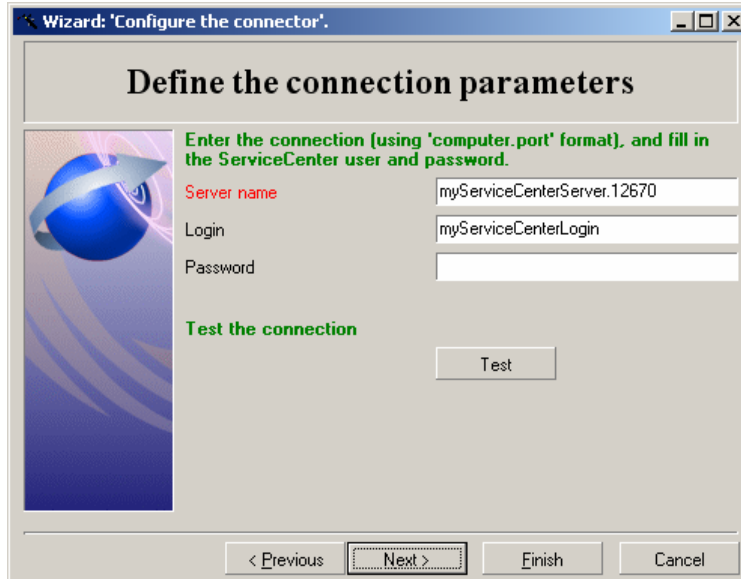 Wizard: 'Configure the connector'.
Define the connection parameters
Enter the connection (using 'computer.port' format), and fill in
the ServiceCenter user and password.
Server name myServiceCenterServer.12670
Login myServiceCenterLogin
Password
Test the connection
Test
< Previous Next > Finish Cancel